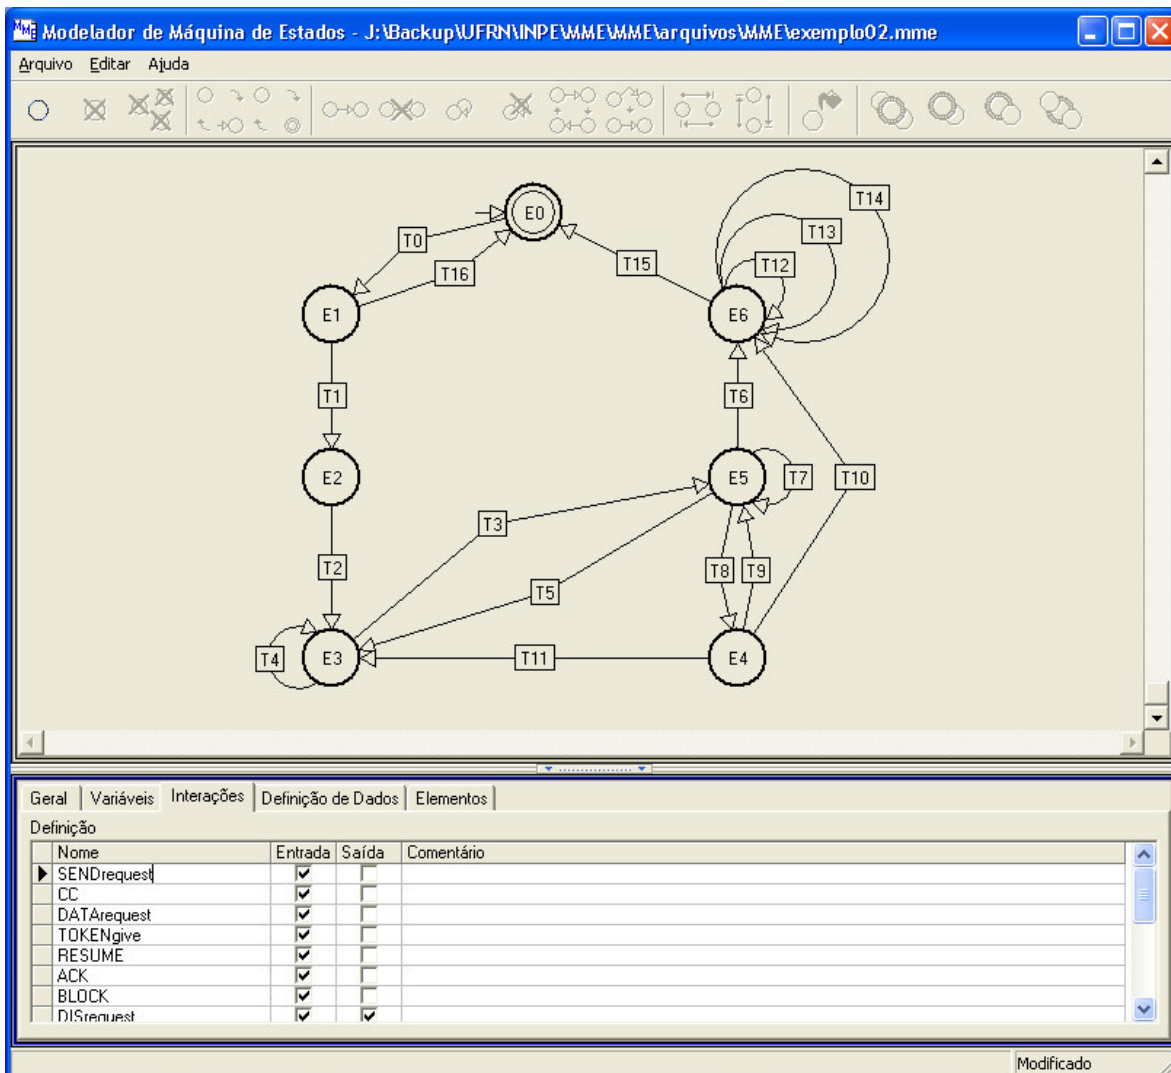 Modelador de Máquina de Estados - J:\Backup\UFRN\INPE\MME\MME\arquivos\MME\exemplo02.mme
Arquivo Editar Ajuda
T14
E0
T13
T0
T15
T12
T16
E1
E6
T1
T6
E2
E5
T7
T10
T3
T2
T8
T9
T5
T4
E3
T11
E4
Geral Variáveis Interações Definição de Dados Elementos
Definição
Nome Entrada Saída Comentário
SENDrequest
CC
DATArequest
TOKENgive
RESUME
ACK
BLOCK
DISrequest
Modificado